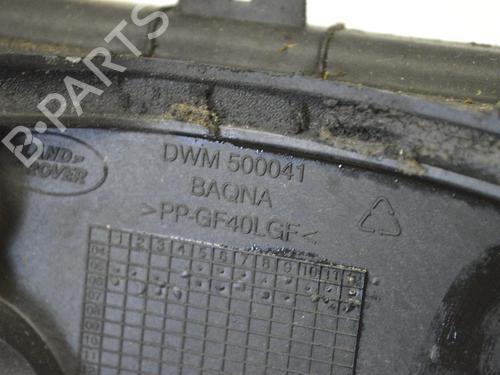 B-PARTS
LAND-
ROVER
DWM 500041
BAQNA
>PP-GF40LGF<
1 2 3 4 5 6 7 8 9 10 11